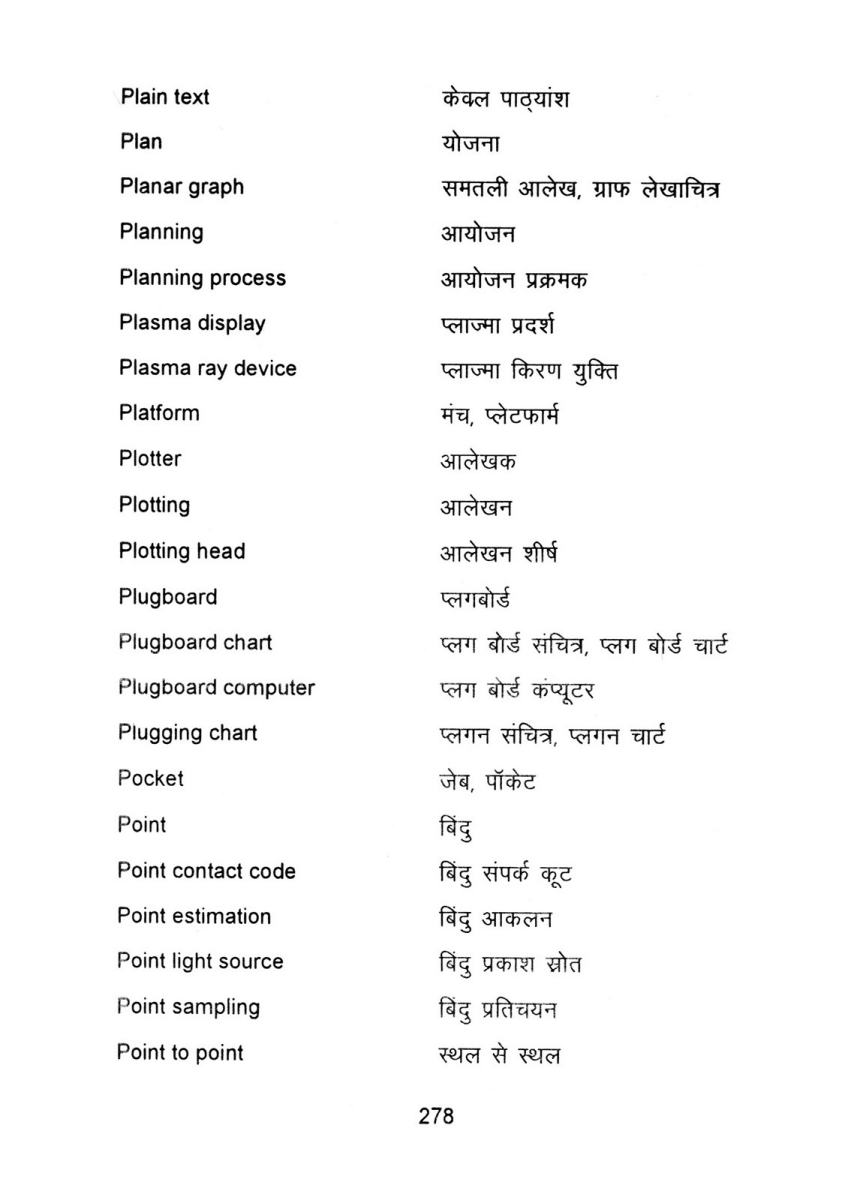 Plain text केवल पाठ्यांश
Plan योजना
Planar graph समतली आलेख, ग्राफ लेखाचित्र
Planning आयोजन
Planning process आयोजन प्रक्रमक
Plasma display प्लाज्मा प्रदर्श
Plasma ray device प्लाज्मा किरण युक्ति
Platform मंच, प्लेटफार्म
Plotter आलेखक
Plotting आलेखन
Plotting head आलेखन शीर्ष
Plugboard प्लगबोर्ड
Plugboard chart प्लग बोर्ड संचित्र, प्लग बोर्ड चार्ट
Plugboard computer प्लग बोर्ड कंप्यूटर
Plugging chart प्लगन संचित्र, प्लगन चार्ट
Pocket जेब, पॉकेट
Point बिंदु
Point contact code बिंदु संपर्क कूट
Point estimation बिंदु आकलन
Point light source बिंदु प्रकाश स्रोत
Point sampling बिंदु प्रतिचयन
Point to point स्थल से स्थल
278